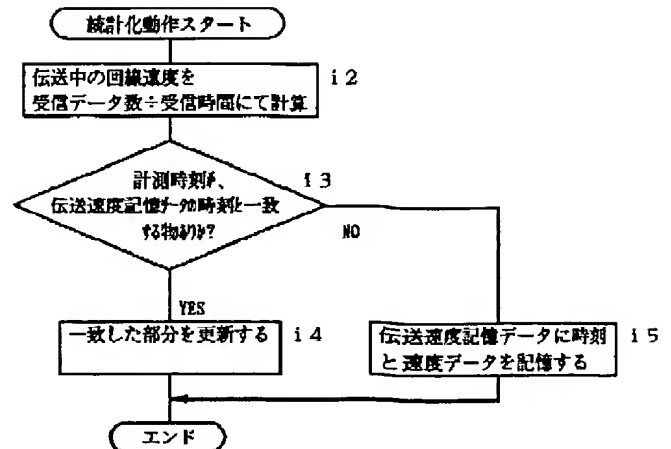 統計化動作スタート
伝送中の回線速度を
受信データ数÷受信時間にて計算
i2
計測時刻が、
伝送速度記憶データの時刻と一致
する物ありか?
i3
NO
YES
一致した部分を更新する
i4
伝送速度記憶データに時刻
と速度データを記憶する
i5
エンド